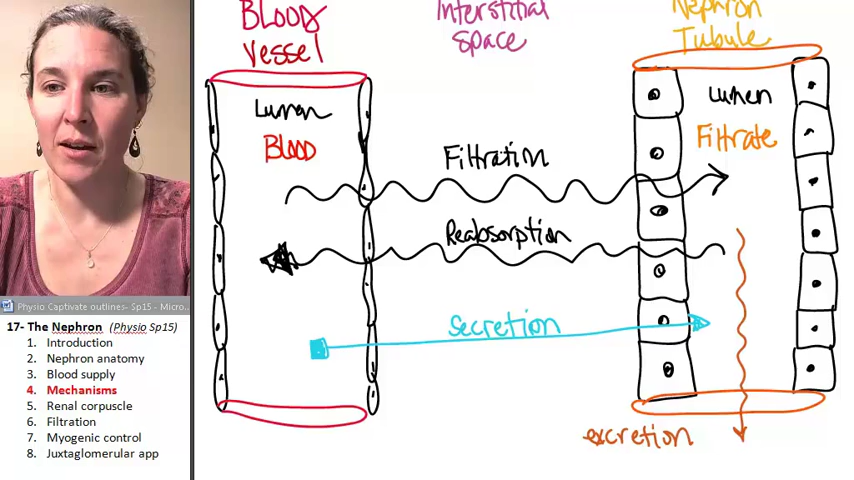 Blood
Vessel
Interstitial
space
Nephron
Tubule
Lumen
Blood
Lumen
Filtrate
Filtration
Reabsorption
Secretion
excretion
Physio Captivate outlines- Sp15 - Micro...
17- The Nephron (Physio Sp15)
1. Introduction
2. Nephron anatomy
3. Blood supply
4. Mechanisms
5. Renal corpuscle
6. Filtration
7. Myogenic control
8. Juxtaglomerular app